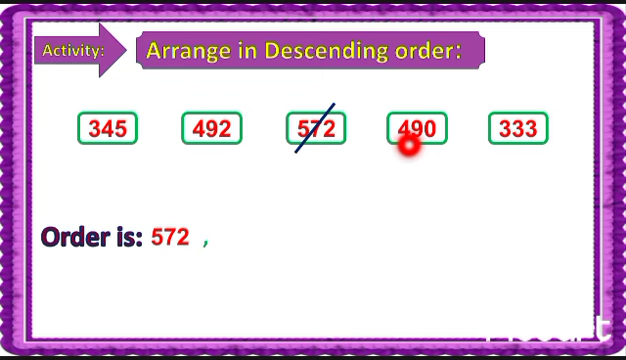 Activity:
Arrange in Descending order:
345 492 572 490 333
Order is: 572 ,